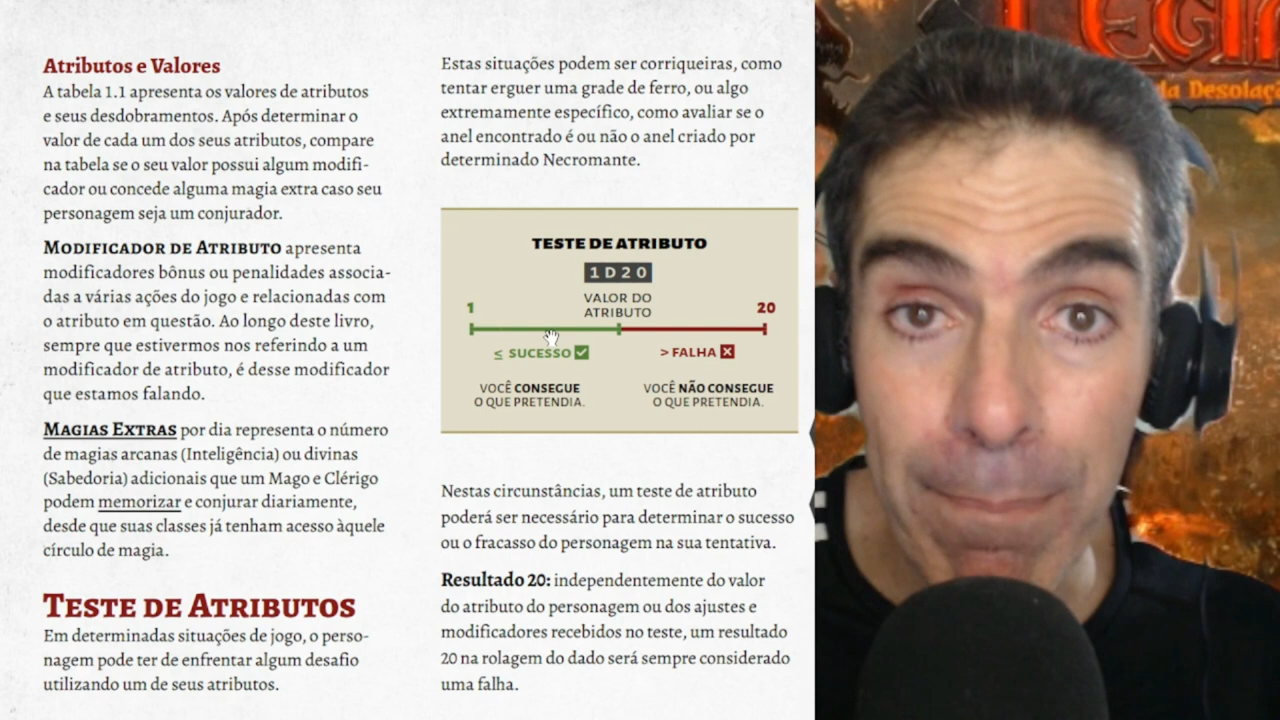 Atributos e Valores
A tabela 1.1 apresenta os valores de atributos
e seus desdobramentos. Após determinar o
valor de cada um dos seus atributos, compare
na tabela se o seu valor possui algum modifi-
cador ou concede alguma magia extra caso seu
personagem seja um conjurador.
MODIFICADOR DE ATRIBUTO apresenta
modificadores bônus ou penalidades associa-
das a várias ações do jogo e relacionadas com
o atributo em questão. Ao longo deste livro,
sempre que estivermos nos referindo a um
modificador de atributo, é desse modificador
que estamos falando.
MAGIAS EXTRAS por dia representa o número
de magias arcanas (Inteligência) ou divinas
(Sabedoria) adicionais que um Mago e Clérigo
podem memorizar e conjurar diariamente,
desde que suas classes já tenham acesso àquele
círculo de magia.
TESTE DE ATRIBUTOS
Em determinadas situações de jogo, o perso-
nagem pode ter de enfrentar algum desafio
utilizando um de seus atributos.
Estas situações podem ser corriqueiras, como
tentar erguer uma grade de ferro, ou algo
extremamente específico, como avaliar se o
anel encontrado é ou não o anel criado por
determinado Necromante.
TESTE DE ATRIBUTO
1D20
VALOR DO
ATRIBUTO
1
20
≤ SUCESSO
> FALHA
VOCÊ CONSEGUE
O QUE PRETENDIA.
VOCÊ NÃO CONSEGUE
O QUE PRETENDIA.
Nestas circunstâncias, um teste de atributo
poderá ser necessário para determinar o sucesso
ou o fracasso do personagem na sua tentativa.
Resultado 20: independentemente do valor
do atributo do personagem ou dos ajustes e
modificadores recebidos no teste, um resultado
20 na rolagem do dado será sempre considerado
uma falha.